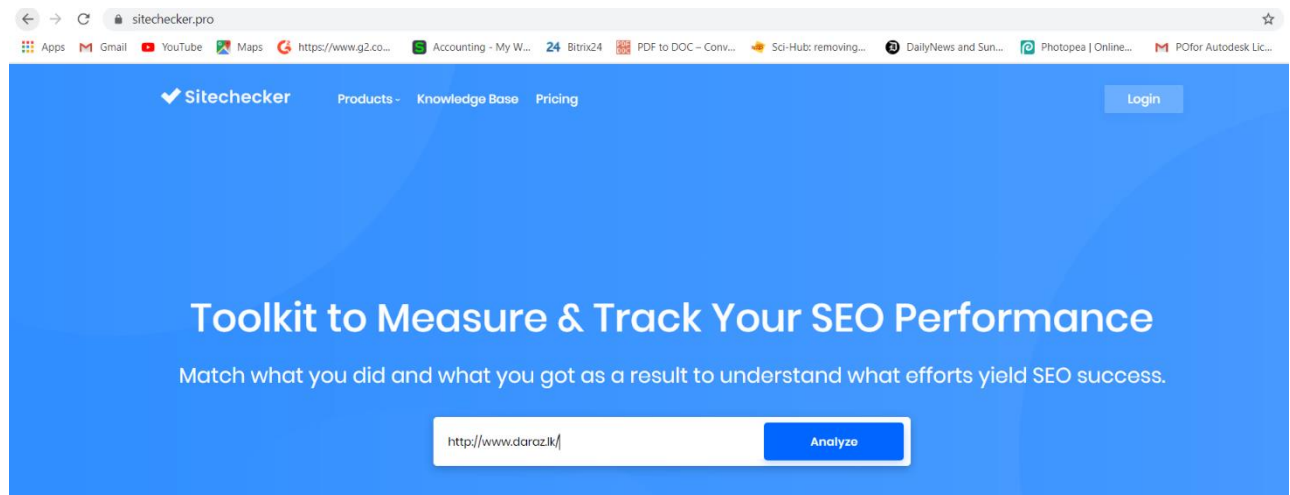 sitechecker.pro
Apps Gmail YouTube Maps https://www.g2.co... Accounting - My W... 24 Bitrix24 PDF to DOC – Conv... Sci-Hub: removing... DailyNews and Sun... Photopea | Online... POfor Autodesk Lic...
Sitechecker Products - Knowledge Base Pricing Login
Toolkit to Measure & Track Your SEO Performance
Match what you did and what you got as a result to understand what efforts yield SEO success.
http://www.daraz.lk/ Analyze